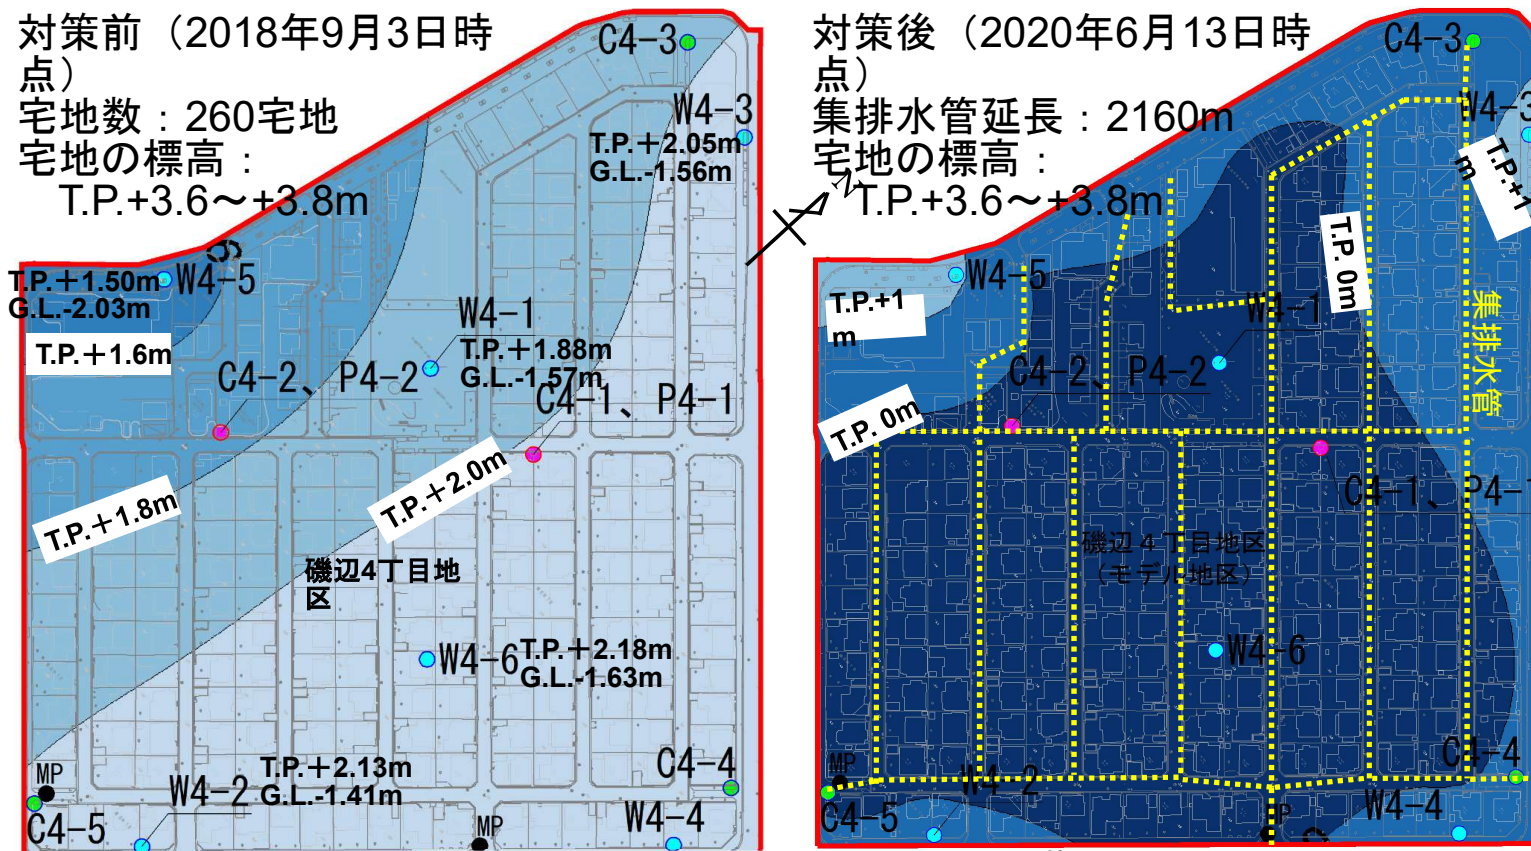 対策前（2018年9月3日時
点）
宅地数：260宅地
宅地の標高：
T.P.+3.6～+3.8m
C4-3
W4-3
T.P.+2.05m
G.L.-1.56m
T.P.+1.50m
G.L.-2.03m
W4-5
T.P.+1.6m
W4-1
T.P.+1.88m
G.L.-1.57m
C4-2、P4-2
C4-1、P4-1
T.P.+1.8m
T.P.+2.0m
磯辺4丁目地
区
W4-6
T.P.+2.18m
G.L.-1.63m
MP
W4-2
T.P.+2.13m
G.L.-1.41m
C4-4
C4-5
MP
W4-4
N
対策後（2020年6月13日時
点）
集排水管延長：2160m
宅地の標高：
T.P.+3.6～+3.8m
C4-3
W4-3
T.P.+1
m
T.P. 0m
W4-5
T.P.+1
m
W4-1
集排水管
C4-2、P4-2
T.P. 0m
C4-1、P4-1
磯辺４丁目地区
（モデル地区）
W4-6
MP
W4-2
C4-4
C4-5
W4-4